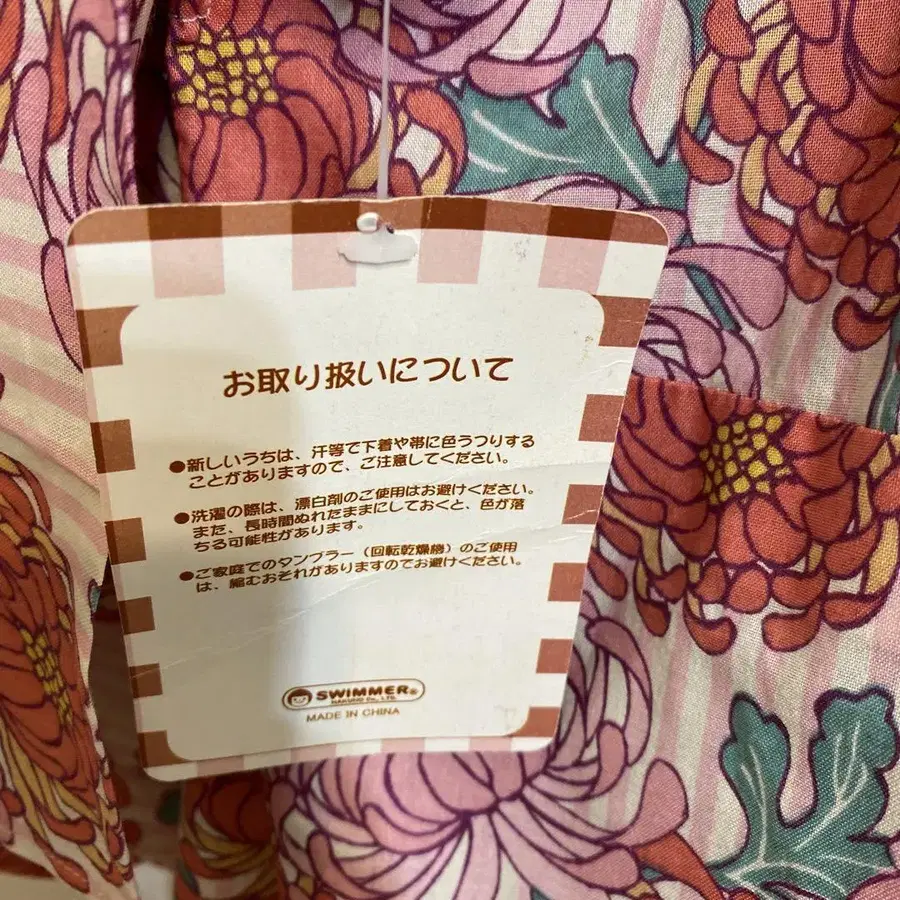 お取り扱いについて
●新しいうちは、汗等で下着や帯に色うつりする
ことがありますので、ご注意してください。
●洗濯の際は、漂白剤のご使用はお避けください。
また、長時間ぬれたままにしておくと、色が落
ちる可能性があります。
●ご家庭でのタンブラー（回転乾燥機）のご使用
は、縮むおそれがありますのでお避けください。
SWIMMER®
NAKUNO Co., LTD.
MADE IN CHINA